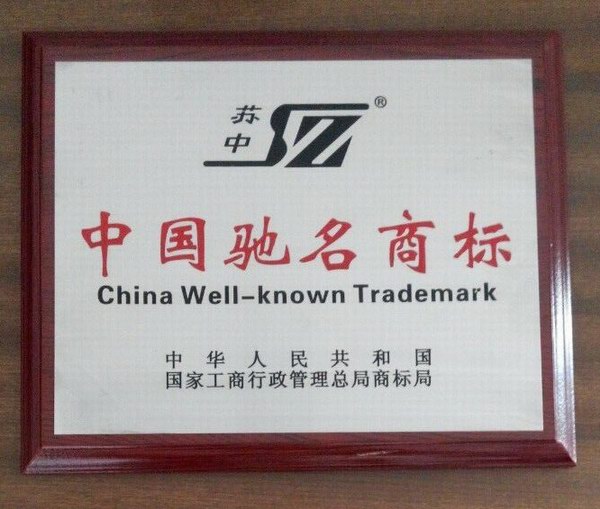 苏中 SZ ®
中国驰名商标
China Well-known Trademark
中华人民共和国
国家工商行政管理总局商标局